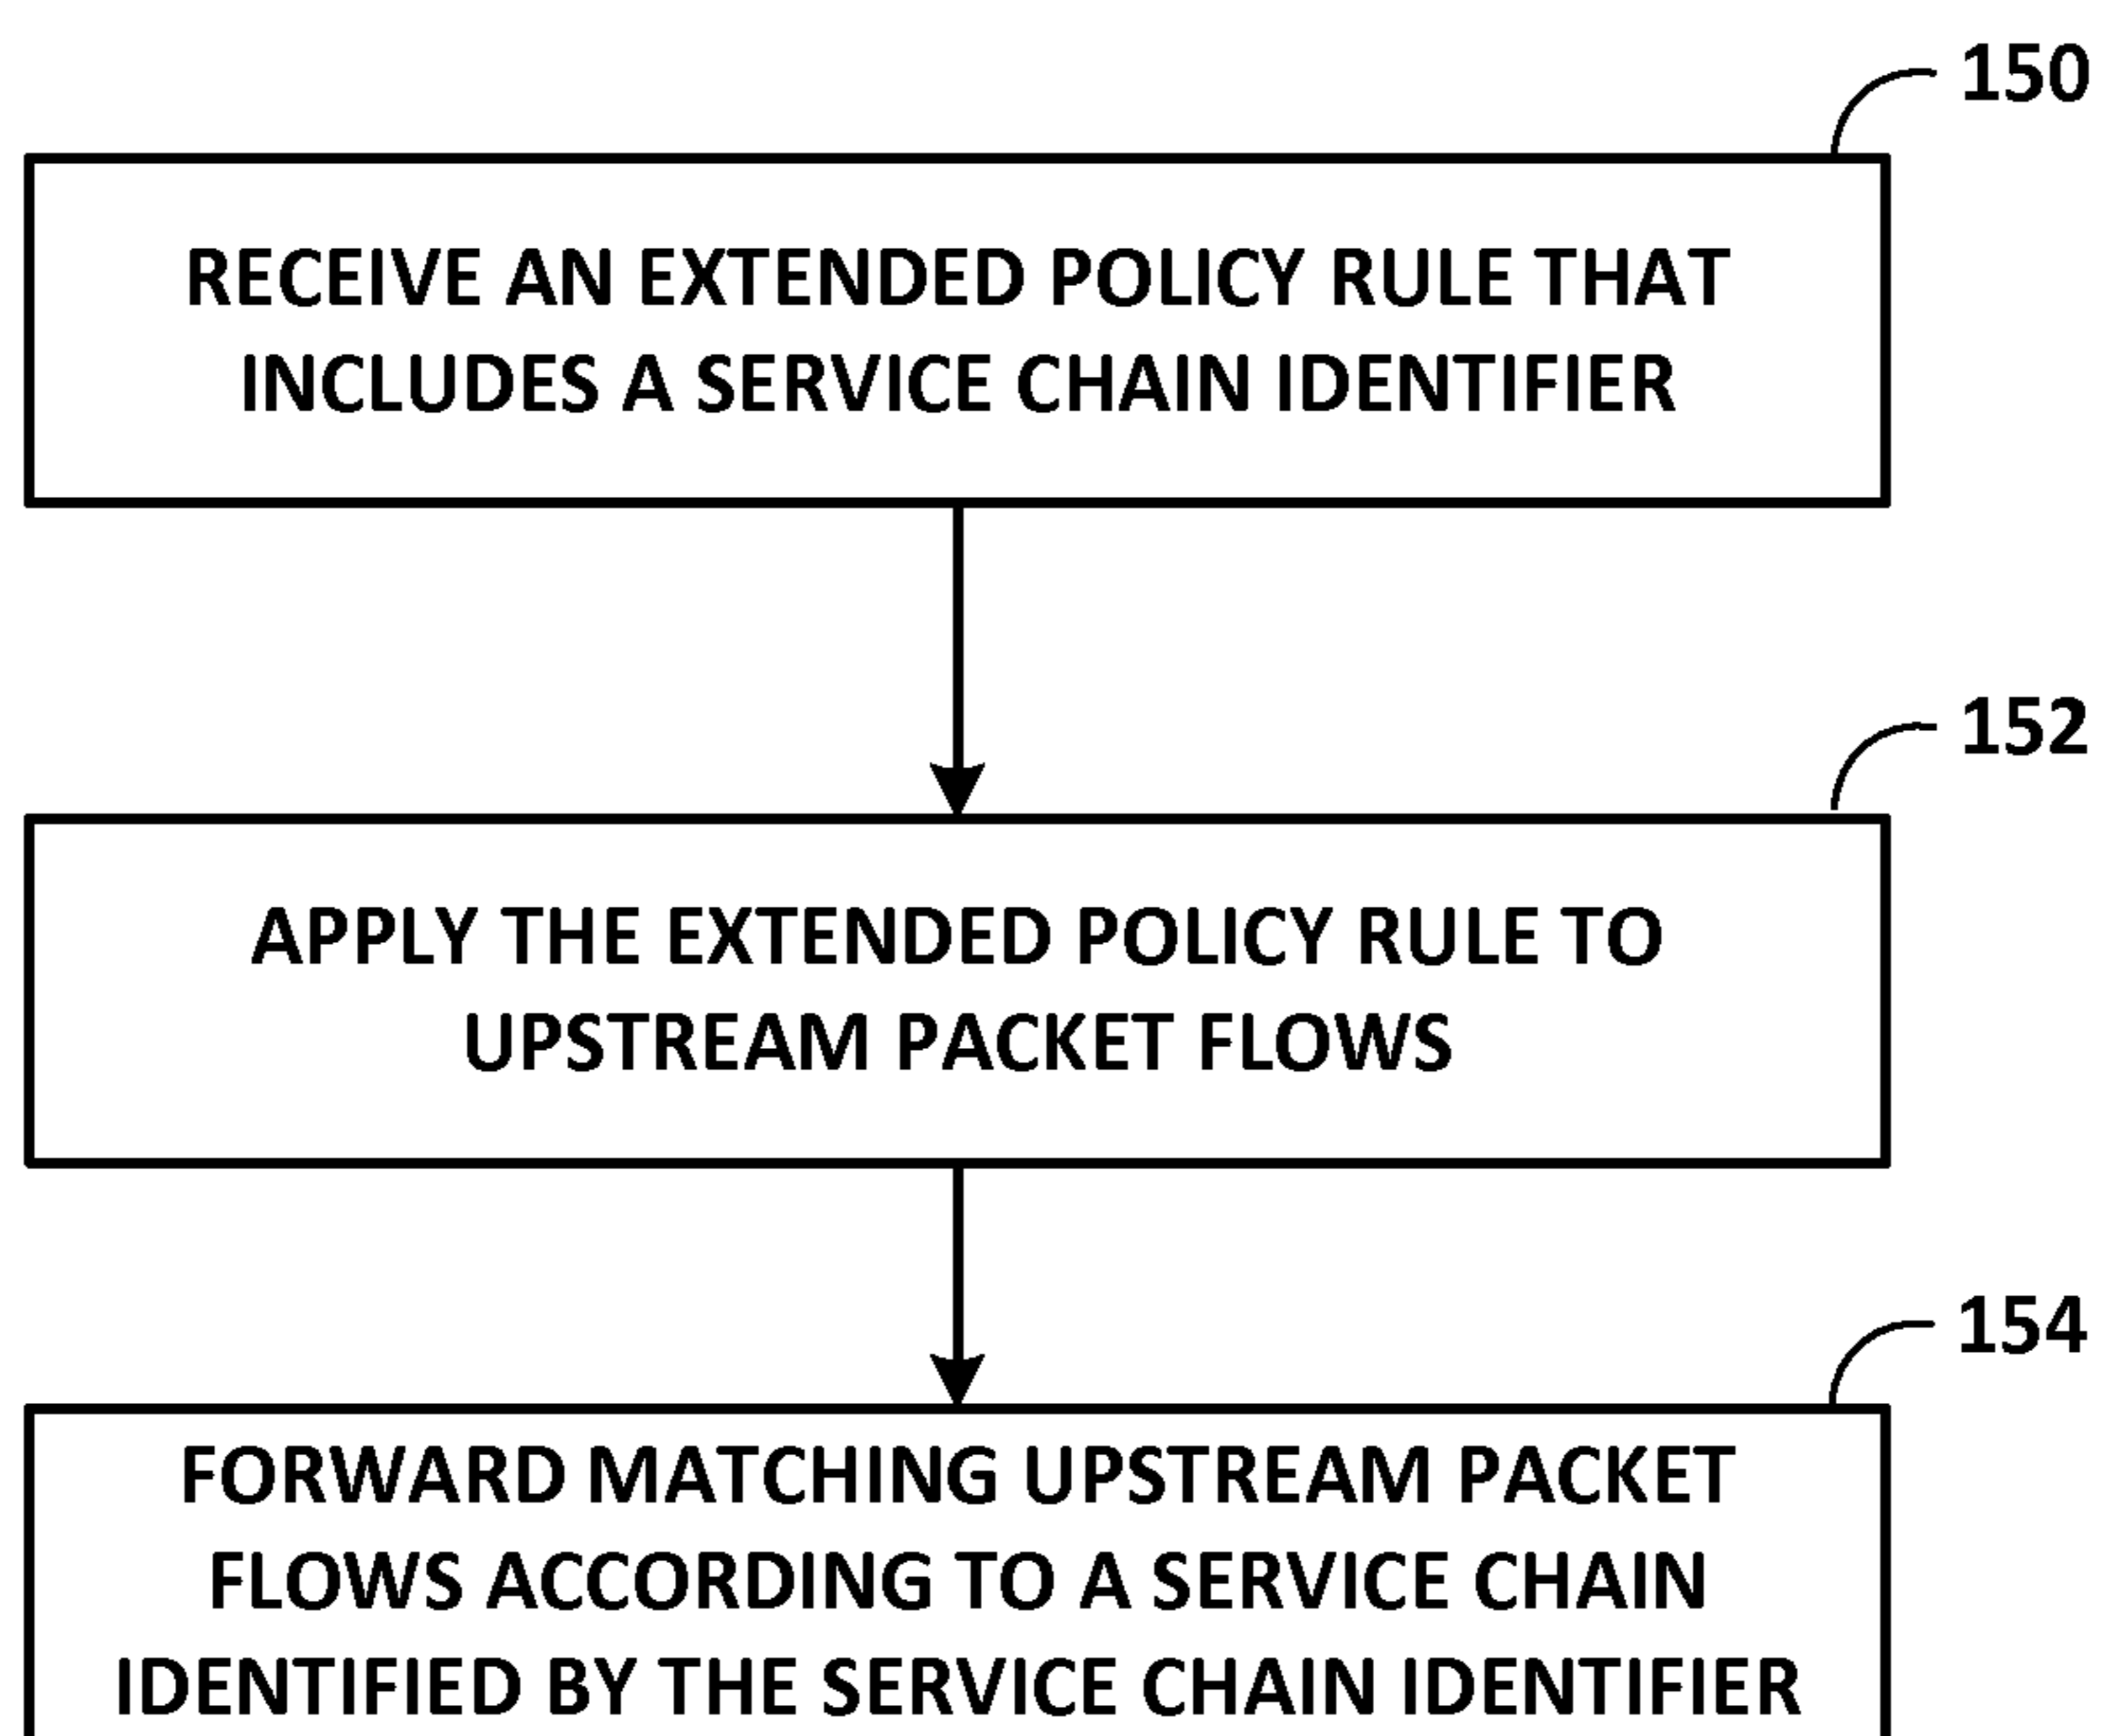 150
RECEIVE AN EXTENDED POLICY RULE THAT
INCLUDES A SERVICE CHAIN IDENTIFIER
152
APPLY THE EXTENDED POLICY RULE TO
UPSTREAM PACKET FLOWS
154
FORWARD MATCHING UPSTREAM PACKET
FLOWS ACCORDING TO A SERVICE CHAIN
IDENTIFIED BY THE SERVICE CHAIN IDENTIFIER